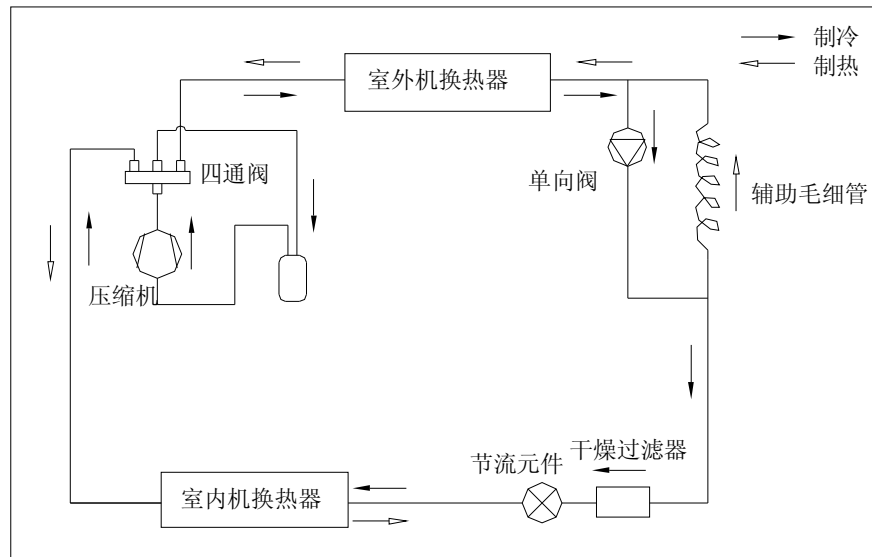 制冷
制热
室外机换热器
四通阀
单向阀
辅助毛细管
压缩机
干燥过滤器
节流元件
室内机换热器